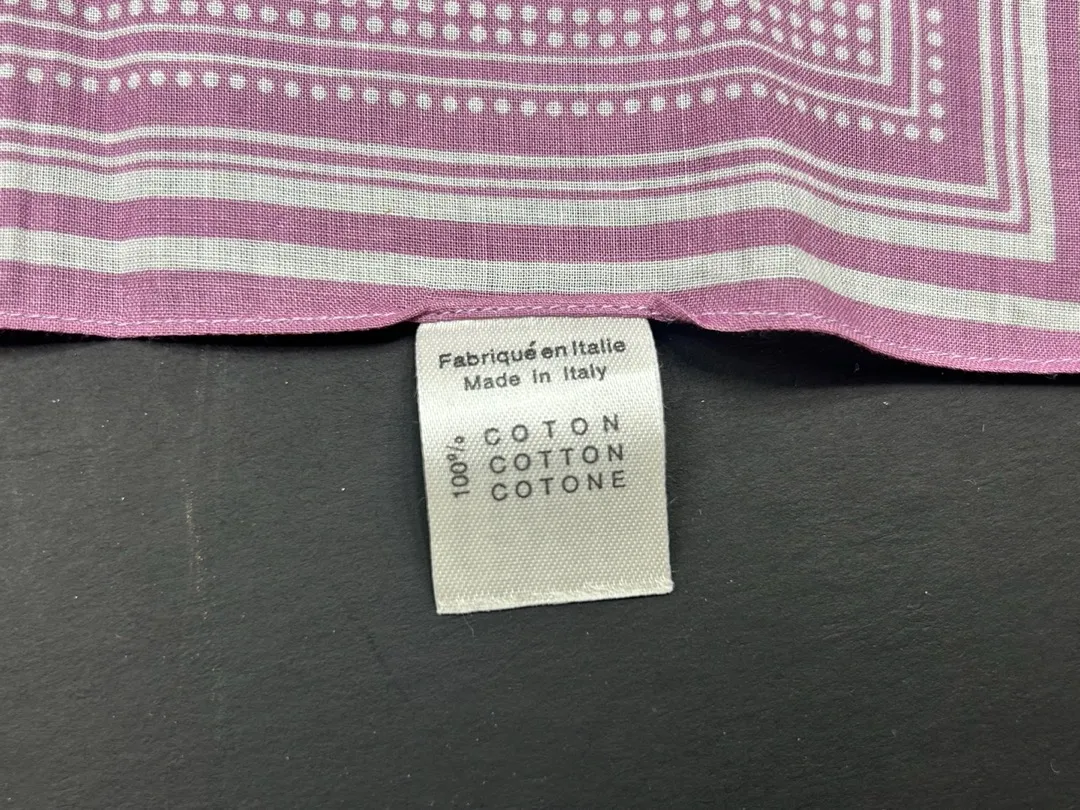 Fabriqué en Italie
Made in Italy
100% COTON
COTTON
COTONE